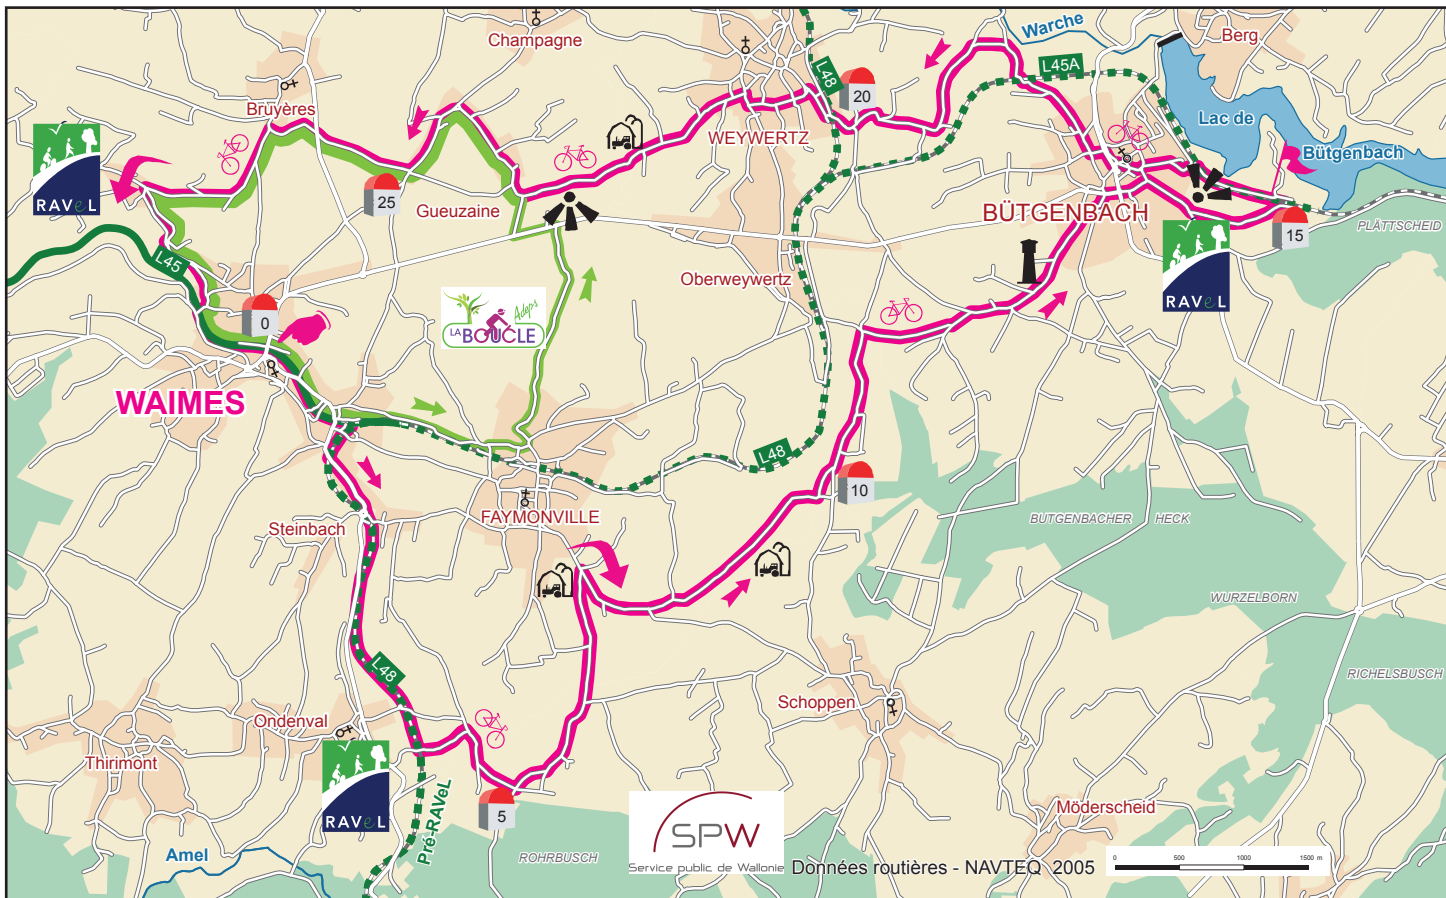 Champagne
Warche
Berg
L48
L45A
20
Bruyères
Lac de
Bütgenbach
WEYWERTZ
RAVeL
25
Gueuzaine
BÜTGENBACH
15
PLÄTTSCHEID
L45
Oberweywertz
RAVeL
0
Adeps
LA BOUCLE
WAIMES
L48
10
Steinbach
FAYMONVILLE
BÜTGENBACHER HECK
WURZELBORN
L48
RICHELSBUSCH
Schoppen
Ondenval
Thirimont
RAVeL
Pré-RAVeL
5
Möderscheid
SPW
Service public de Wallonie
Amel
ROHRBUSCH
Données routières - NAVTEQ 2005
0 500 1000 1500 m